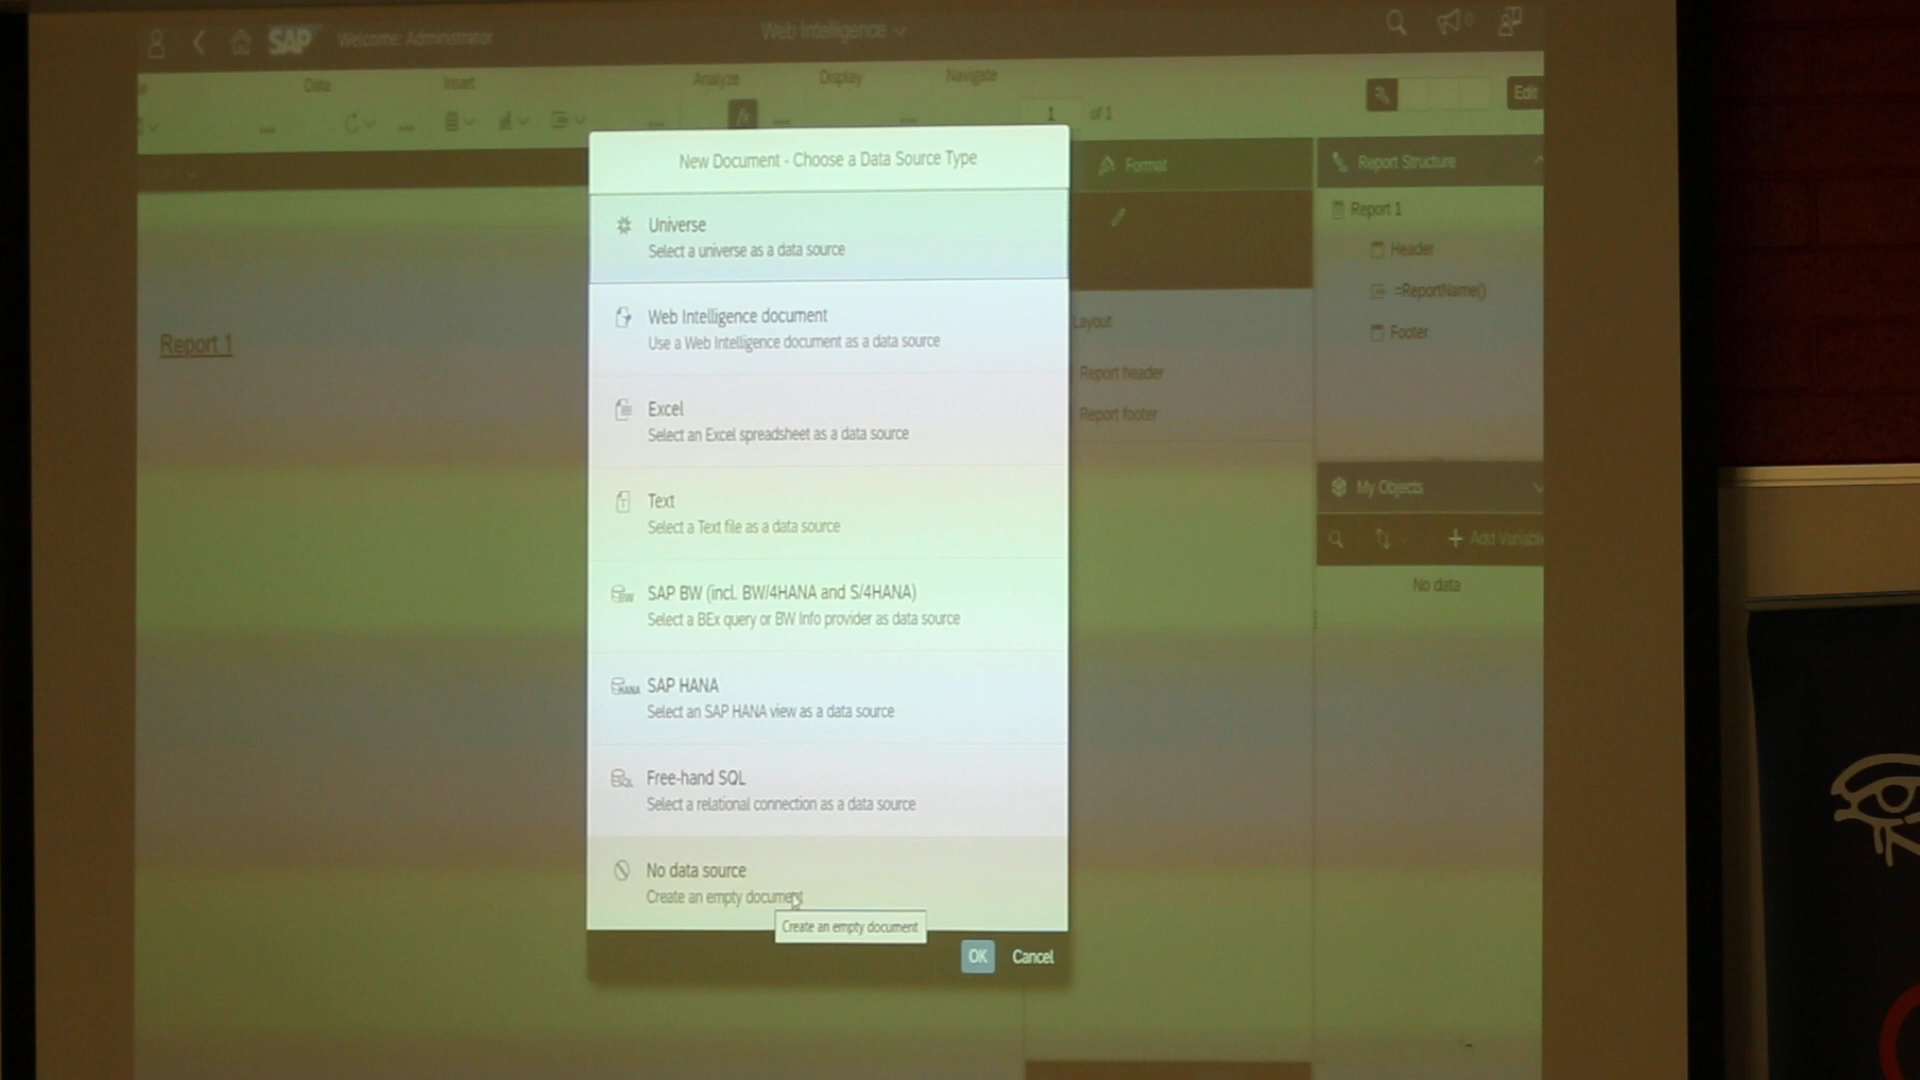 SAP
Welcome: Administrator
Web Intelligence
0
Data
Insert
Analyze
Display
Navigate
1 of 1
Edit
New Document - Choose a Data Source Type
Universe
Select a universe as a data source
Web Intelligence document
Use a Web Intelligence document as a data source
Excel
Select an Excel spreadsheet as a data source
Text
Select a Text file as a data source
SAP BW (incl. BW/4HANA and S/4HANA)
Select a BEx query or BW Info provider as data source
SAP HANA
Select an SAP HANA view as a data source
Free-hand SQL
Select a relational connection as a data source
No data source
Create an empty document
Create an empty document
OK
Cancel
Report 1
Format
Layout
Report header
Report footer
Report Structure
Report 1
Header
=ReportName()
Footer
My Objects
Add Variable
No data